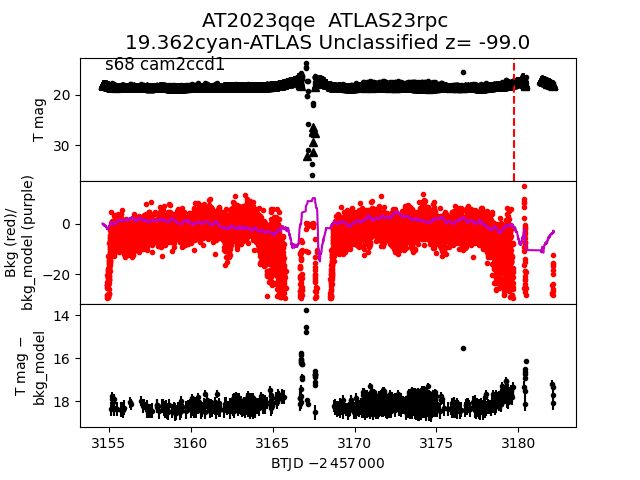 AT2023qqe  ATLAS23rpc
19.362cyan-ATLAS Unclassified z= -99.0
s68 cam2ccd1
20
30
T mag
0
−20
Bkg (red)/
bkg_model (purple)
14
16
18
T mag −
bkg_model
3155 3160 3165 3170 3175 3180
BTJD −2 457 000